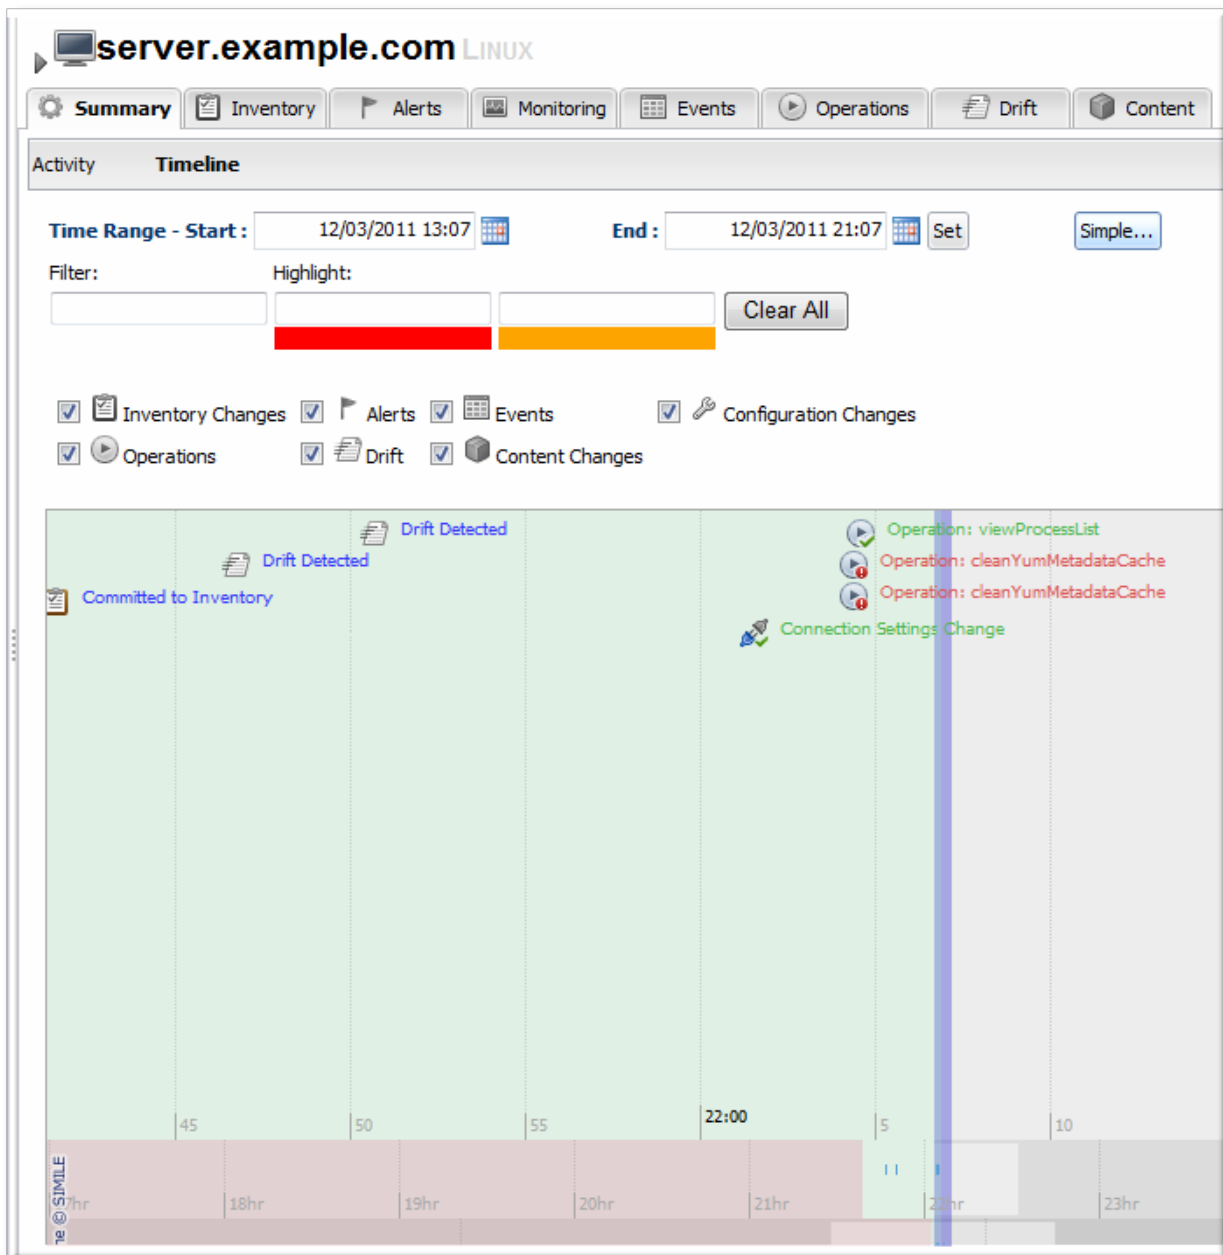 server.example.com LINUX
Summary Inventory Alerts Monitoring Events Operations Drift Content
Activity Timeline
Time Range - Start : 12/03/2011 13:07 End : 12/03/2011 21:07 Set Simple...
Filter: Highlight:
Clear All
Inventory Changes Alerts Events Configuration Changes
Operations Drift Content Changes
Drift Detected Operation: viewProcessList
Drift Detected Operation: cleanYumMetadataCache
Committed to Inventory Operation: cleanYumMetadataCache
Connection Settings Change
45 50 55 22:00 5 10
© SIMILE
18hr 19hr 20hr 21hr 22hr 23hr